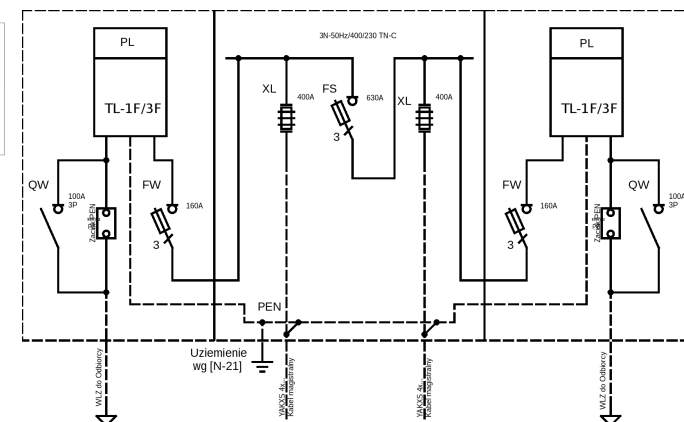 3N-50Hz/400/230 TN-C
PL
TL-1F/3F
XL
400A
FS
630A
3
XL
400A
PL
TL-1F/3F
QW
100A
3P
FW
160A
3
FW
160A
3
QW
100A
3P
PEN
Uziemienie
wg [N-21]
WLZ do Odbiorcy
YAKXS 4x
Kabel magistralny
YAKXS 4x
Kabel magistralny
WLZ do Odbiorcy